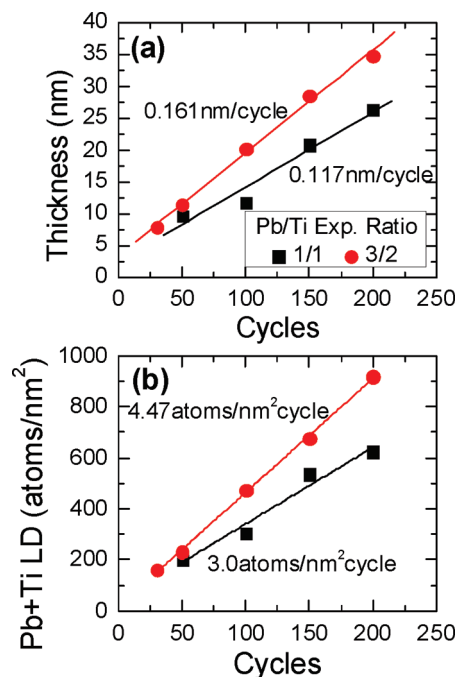 (a)
40
35
30
25
20
15
10
5
0
Thickness (nm)
0.161nm/cycle
0.117nm/cycle
Pb/Ti Exp. Ratio
1/1 3/2
0 50 100 150 200 250
Cycles
(b)
1000
800
600
400
200
0
Pb+Ti LD (atoms/nm²)
4.47atoms/nm²cycle
3.0atoms/nm²cycle
0 50 100 150 200 250
Cycles